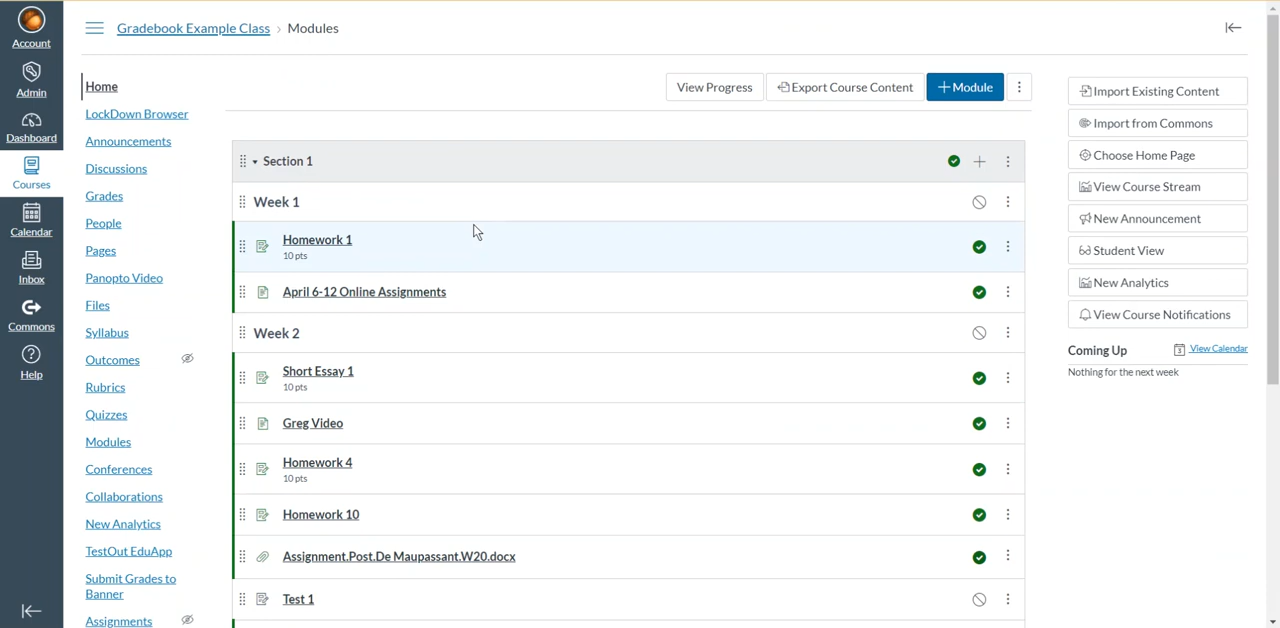 Account
Admin
Dashboard
Courses
Calendar
Inbox
Commons
Help
Gradebook Example Class › Modules
Home
LockDown Browser
Announcements
Discussions
Grades
People
Pages
Panopto Video
Files
Syllabus
Outcomes
Rubrics
Quizzes
Modules
Conferences
Collaborations
New Analytics
TestOut EduApp
Submit Grades to
Banner
Assignments
View Progress
Export Course Content
+ Module
Section 1
Week 1
Homework 1
10 pts
April 6-12 Online Assignments
Week 2
Short Essay 1
10 pts
Greg Video
Homework 4
10 pts
Homework 10
Assignment.Post.De Maupassant.W20.docx
Test 1
Import Existing Content
Import from Commons
Choose Home Page
View Course Stream
New Announcement
Student View
New Analytics
View Course Notifications
Coming Up
View Calendar
Nothing for the next week